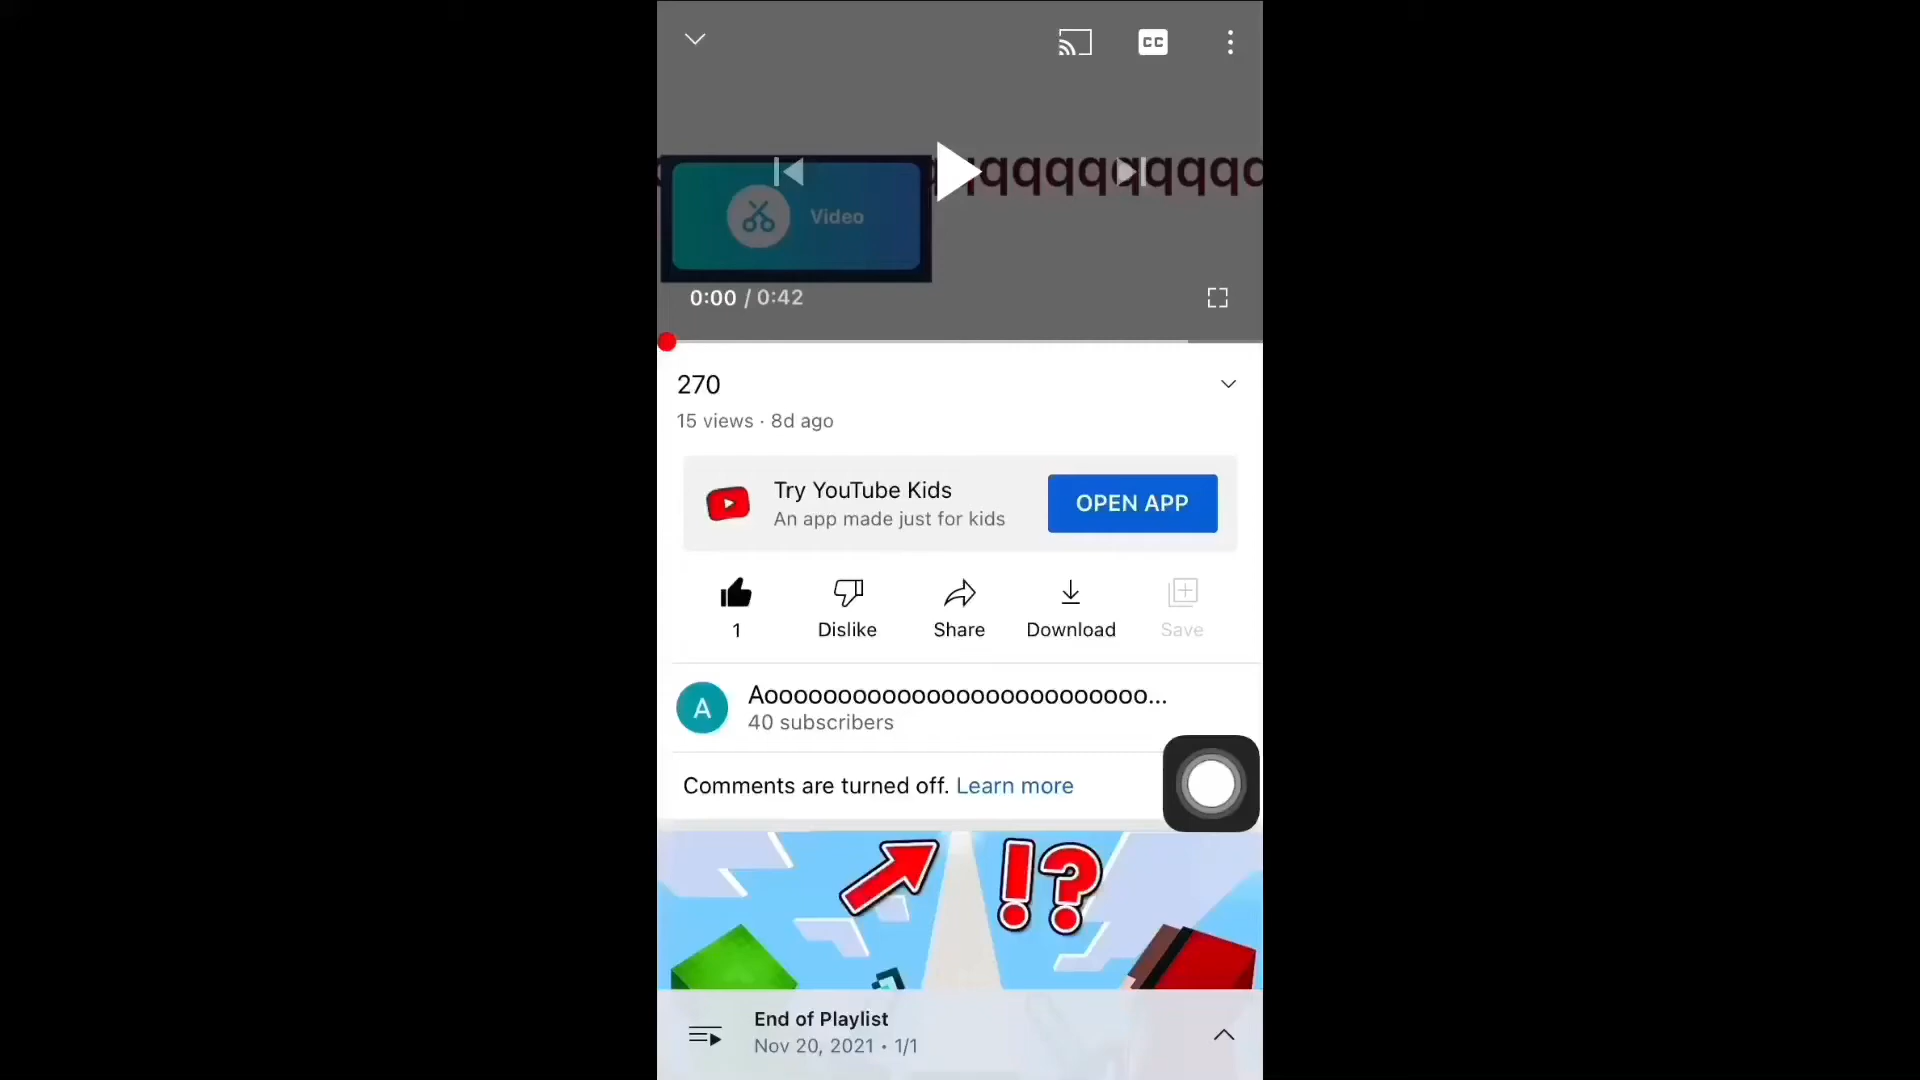 CC
qqqqqqqqqq
Video
0:00 / 0:42
270
15 views · 8d ago
Try YouTube Kids
An app made just for kids
OPEN APP
1
Dislike
Share
Download
Save
A
Aoooooooooooooooooooooooooo...
40 subscribers
Comments are turned off. Learn more
!?
End of Playlist
Nov 20, 2021 • 1/1